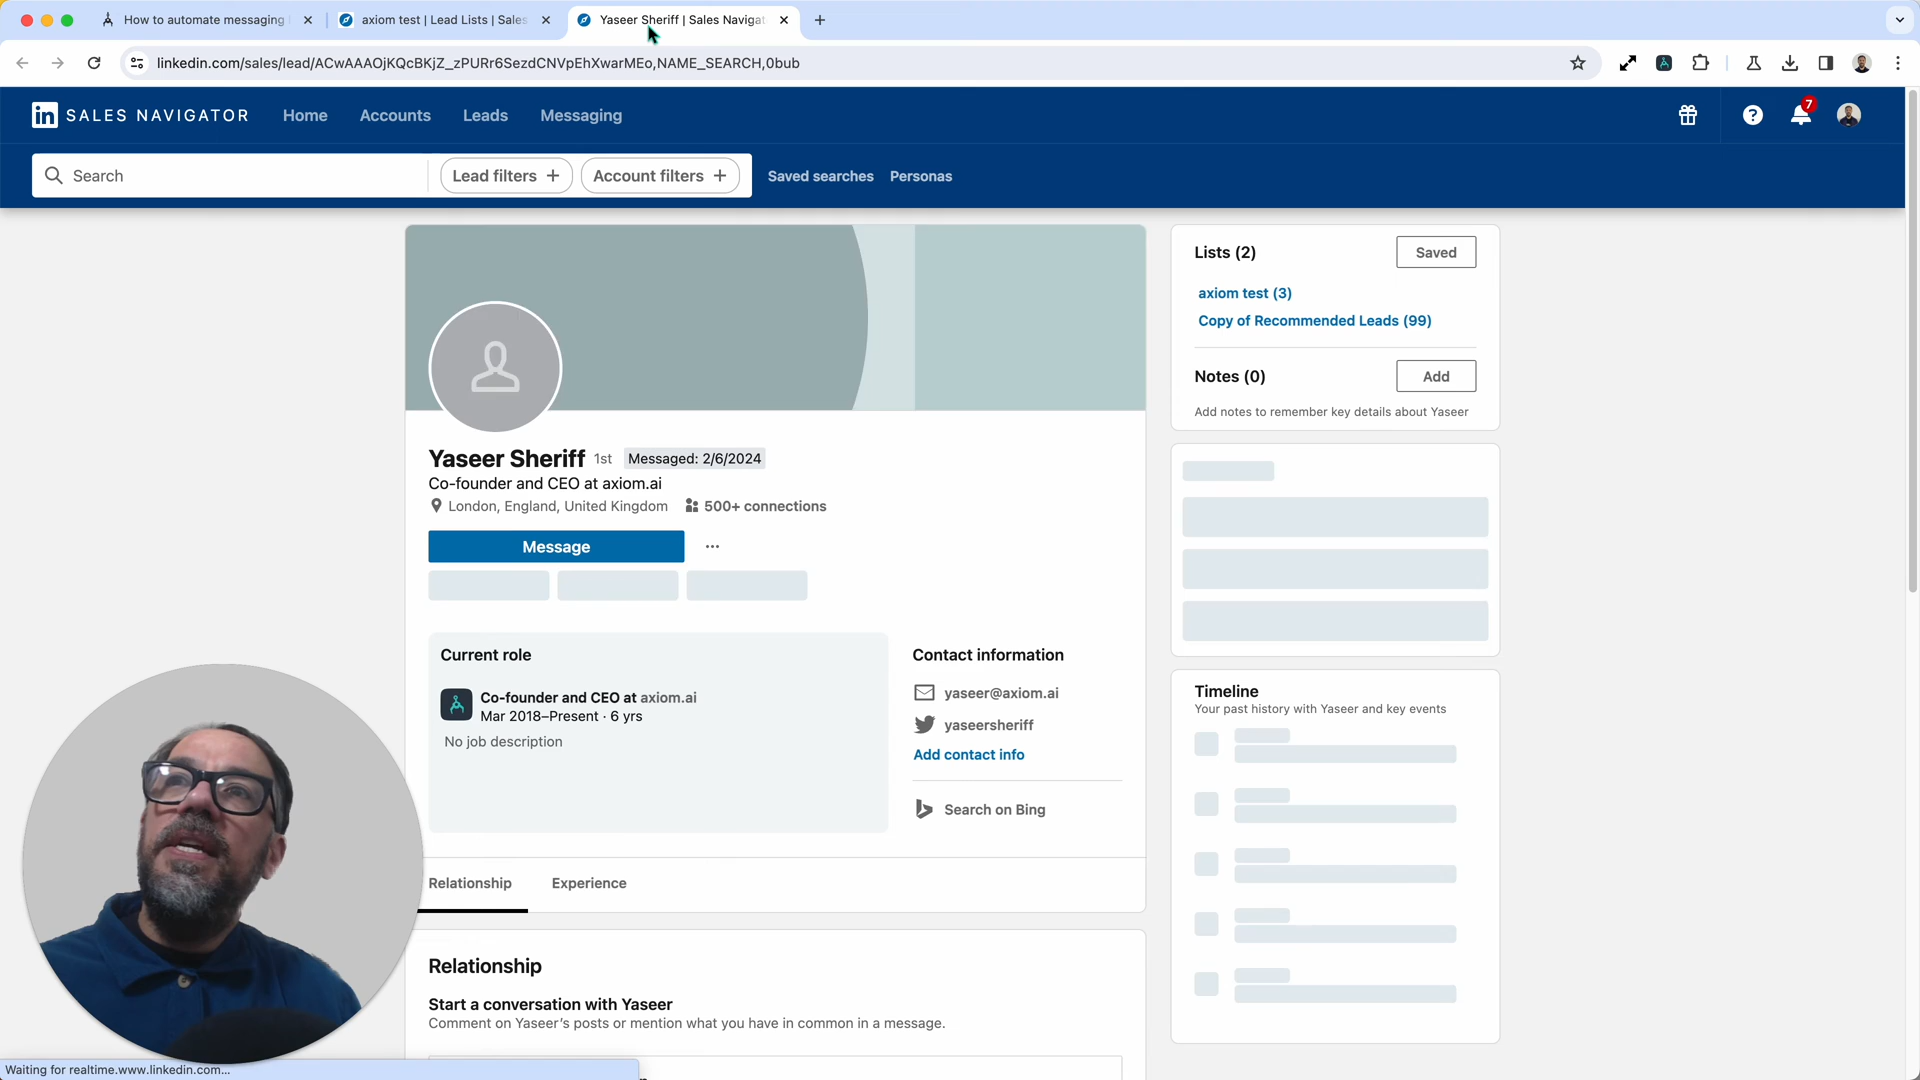 How to automate messaging
axiom test | Lead Lists | Sales
Yaseer Sheriff | Sales Navigat
linkedin.com/sales/lead/ACwAAAOjKQcBKjZ_zPURr6SezdCNVpEhXwarMEo,NAME_SEARCH,0bub
in SALES NAVIGATOR
Home
Accounts
Leads
Messaging
7
Search
Lead filters +
Account filters +
Saved searches
Personas
Yaseer Sheriff 1st Messaged: 2/6/2024
Co-founder and CEO at axiom.ai
London, England, United Kingdom 500+ connections
Message
...
Current role
Co-founder and CEO at axiom.ai
Mar 2018–Present · 6 yrs
No job description
Contact information
yaseer@axiom.ai
yaseersheriff
Add contact info
Search on Bing
Relationship
Experience
Relationship
Start a conversation with Yaseer
Comment on Yaseer's posts or mention what you have in common in a message.
Lists (2)
Saved
axiom test (3)
Copy of Recommended Leads (99)
Notes (0)
Add
Add notes to remember key details about Yaseer
Timeline
Your past history with Yaseer and key events
Waiting for realtime.www.linkedin.com...